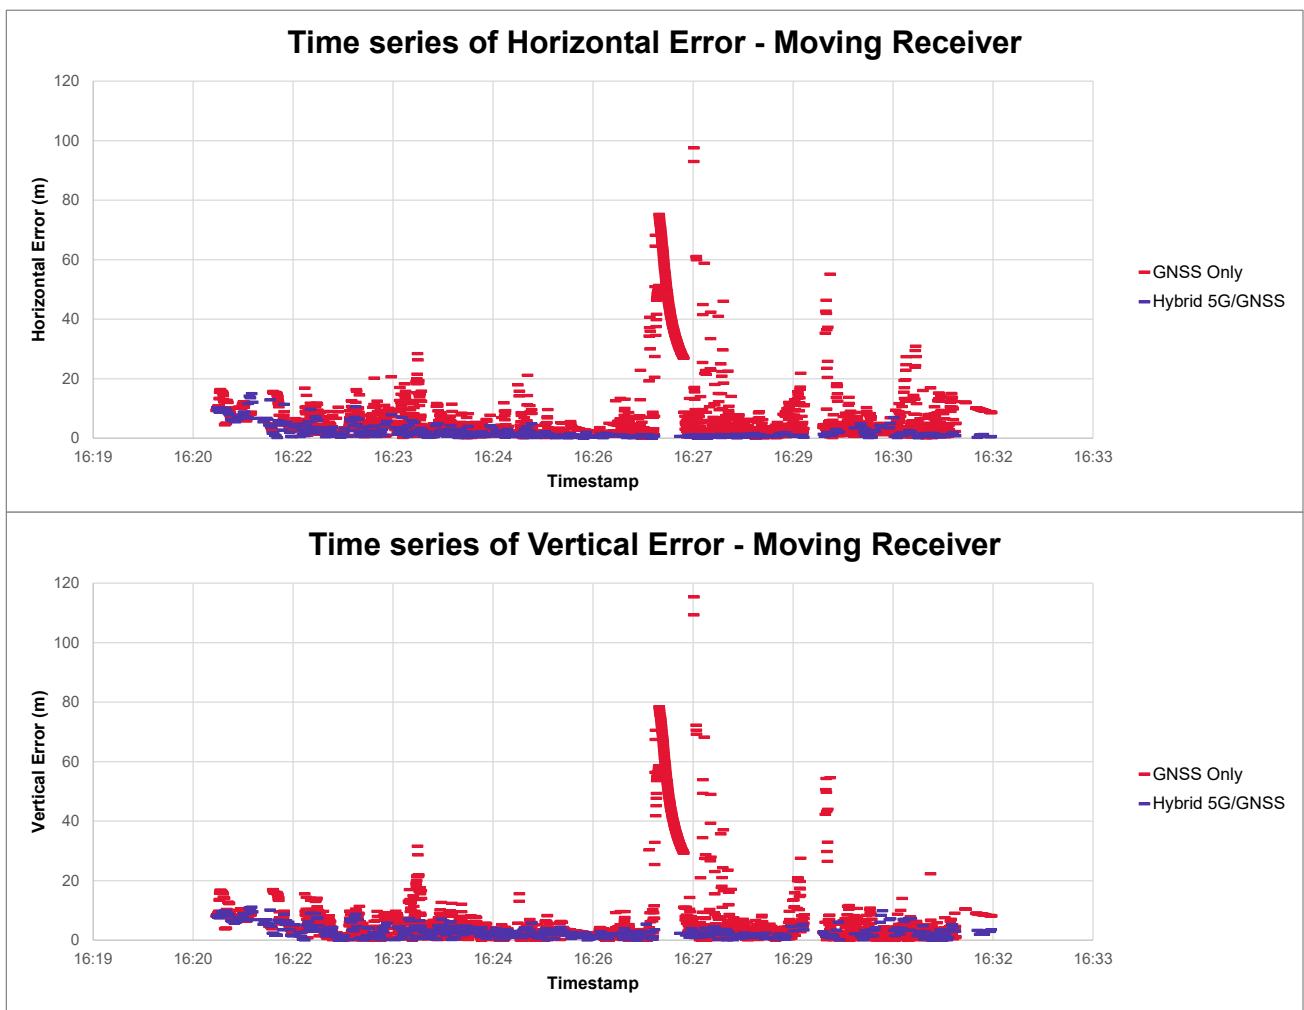 Time series of Horizontal Error - Moving Receiver
120
100
80
60
40
20
0
Horizontal Error (m)
16:19 16:20 16:22 16:23 16:24 16:26 16:27 16:29 16:30 16:32 16:33
Timestamp
GNSS Only
Hybrid 5G/GNSS
Time series of Vertical Error - Moving Receiver
120
100
80
60
40
20
0
Vertical Error (m)
16:19 16:20 16:22 16:23 16:24 16:26 16:27 16:29 16:30 16:32 16:33
Timestamp
GNSS Only
Hybrid 5G/GNSS